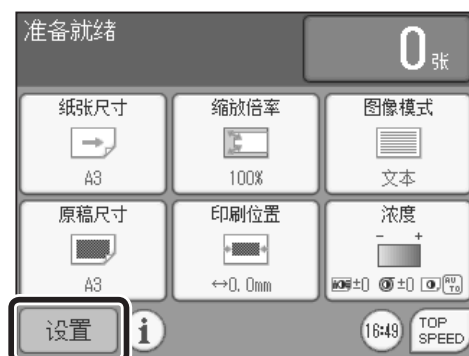 准备就绪
0 张
纸张尺寸 缩放倍率 图像模式
A3 100% 文本
原稿尺寸 印刷位置 浓度
- +
A3 ↔0.0mm ±0 ±0 AUTO
设置 i 16:49 TOP SPEED